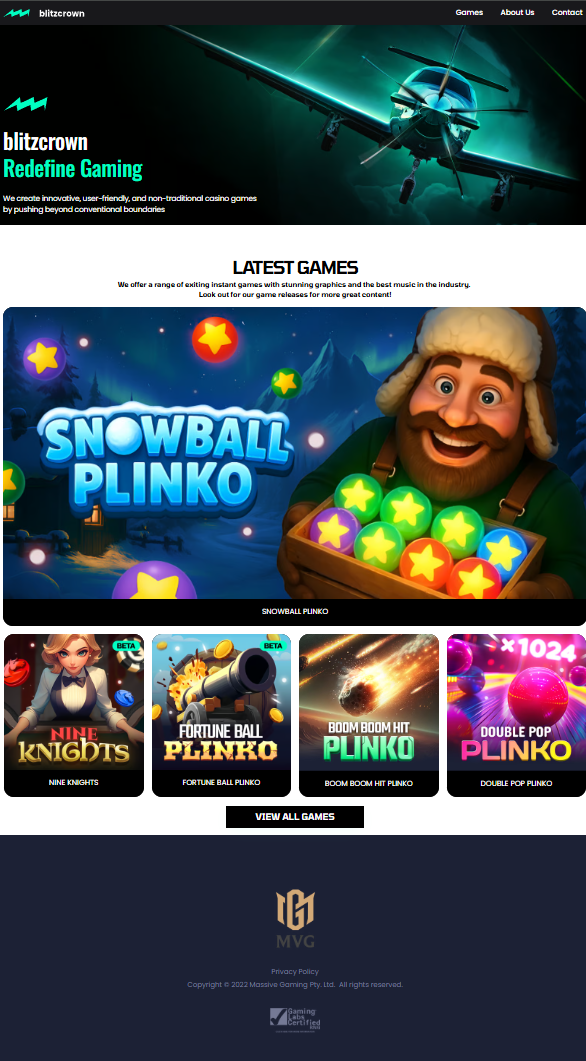 blitzcrown
Games About Us Contact
blitzcrown
Redefine Gaming
We create innovative, user-friendly, and non-traditional casino games
by pushing beyond conventional boundaries
LATEST GAMES
We offer a range of exiting instant games with stunning graphics and the best music in the industry.
Look out for our game releases for more great content!
SNOWBALL
PLINKO
SNOWBALL PLINKO
BETA
NINE
KNIGHTS
NINE KNIGHTS
BETA
FORTUNE BALL
PLINKO
FORTUNE BALL PLINKO
BOOM BOOM HIT
PLINKO
BOOM BOOM HIT PLINKO
×1024
DOUBLE POP
PLINKO
DOUBLE POP PLINKO
VIEW ALL GAMES
MVG
Privacy Policy
Copyright © 2022 Massive Gaming Pty. Ltd. All rights reserved.
Gaming
Labs
Certified